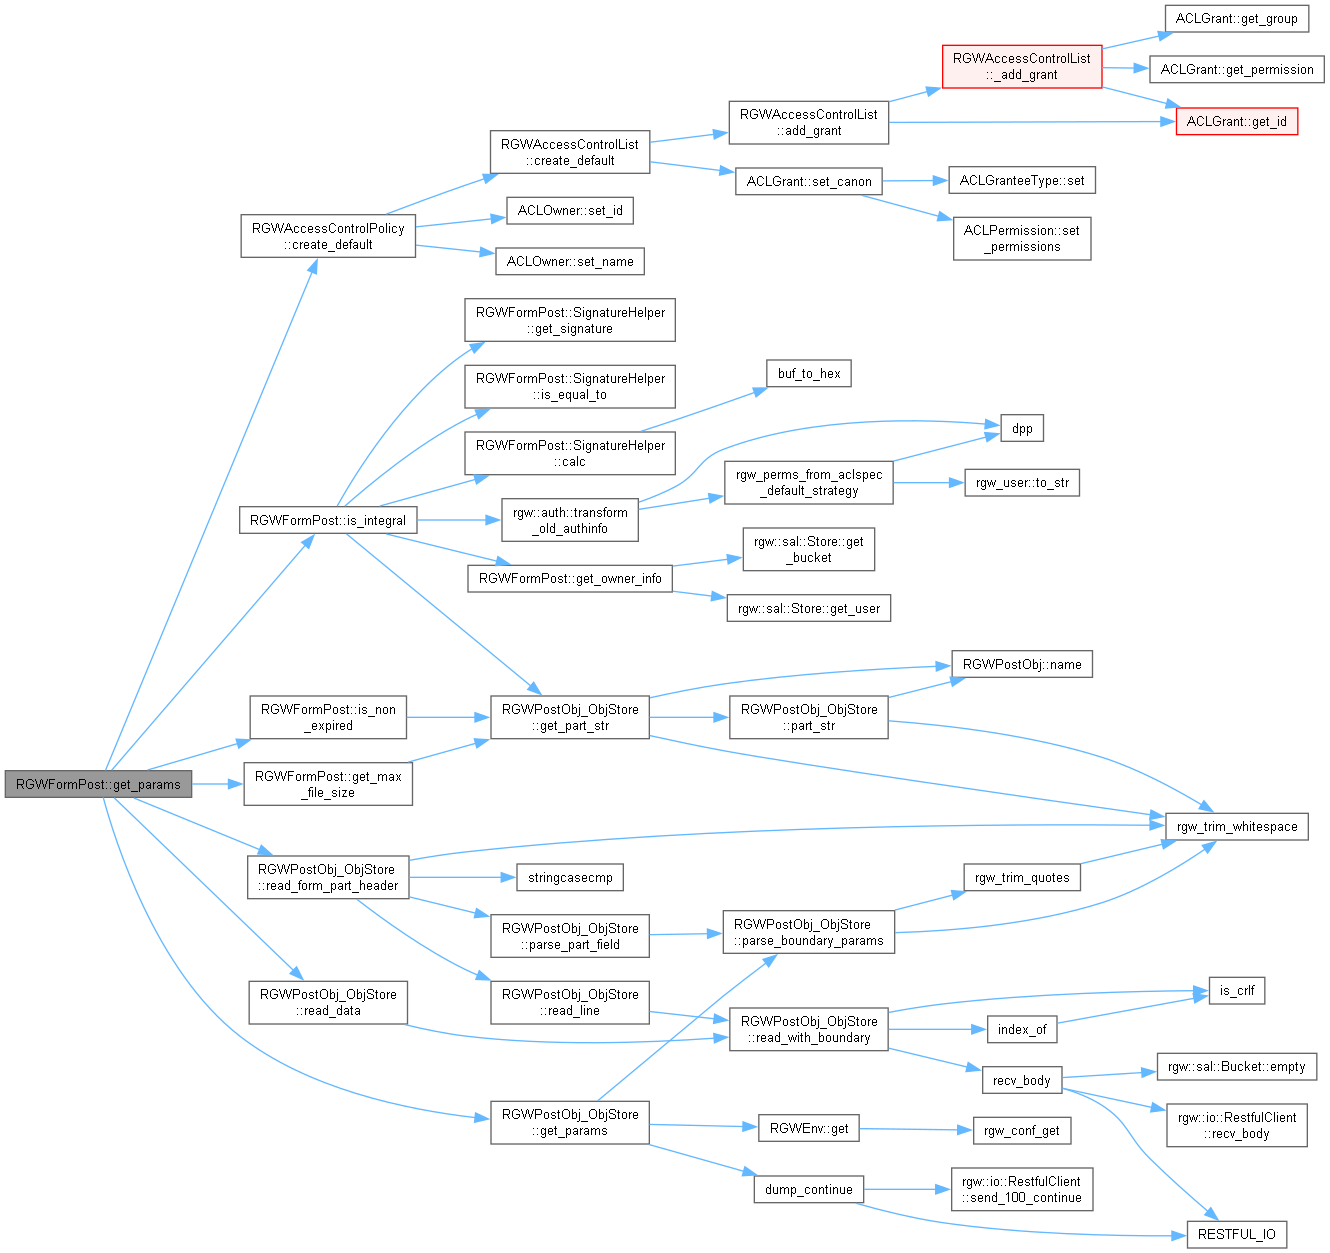 ACLGrant::get_group
RGWAccessControlList
::_add_grant
ACLGrant::get_permission
RGWAccessControlList
::add_grant
ACLGrant::get_id
RGWAccessControlList
::create_default
ACLGrant::set_canon
ACLGranteeType::set
ACLOwner::set_id
RGWAccessControlPolicy
::create_default
ACLPermission::set
_permissions
ACLOwner::set_name
RGWFormPost::SignatureHelper
::get_signature
RGWFormPost::SignatureHelper
::is_equal_to
buf_to_hex
RGWFormPost::SignatureHelper
::calc
dpp
rgw_perms_from_aclspec
_default_strategy
rgw_user::to_str
RGWFormPost::is_integral
rgw::auth::transform
_old_authinfo
rgw::sal::Store::get
_bucket
RGWFormPost::get_owner_info
rgw::sal::Store::get_user
RGWPostObj::name
RGWFormPost::is_non
_expired
RGWPostObj_ObjStore
::get_part_str
RGWPostObj_ObjStore
::part_str
RGWFormPost::get_params
RGWFormPost::get_max
_file_size
rgw_trim_whitespace
RGWPostObj_ObjStore
::read_form_part_header
stringcasecmp
rgw_trim_quotes
RGWPostObj_ObjStore
::parse_part_field
RGWPostObj_ObjStore
::parse_boundary_params
RGWPostObj_ObjStore
::read_data
RGWPostObj_ObjStore
::read_line
is_crlf
RGWPostObj_ObjStore
::read_with_boundary
index_of
recv_body
rgw::sal::Bucket::empty
RGWPostObj_ObjStore
::get_params
RGWEnv::get
rgw_conf_get
rgw::io::RestfulClient
::recv_body
dump_continue
rgw::io::RestfulClient
::send_100_continue
RESTFUL_IO